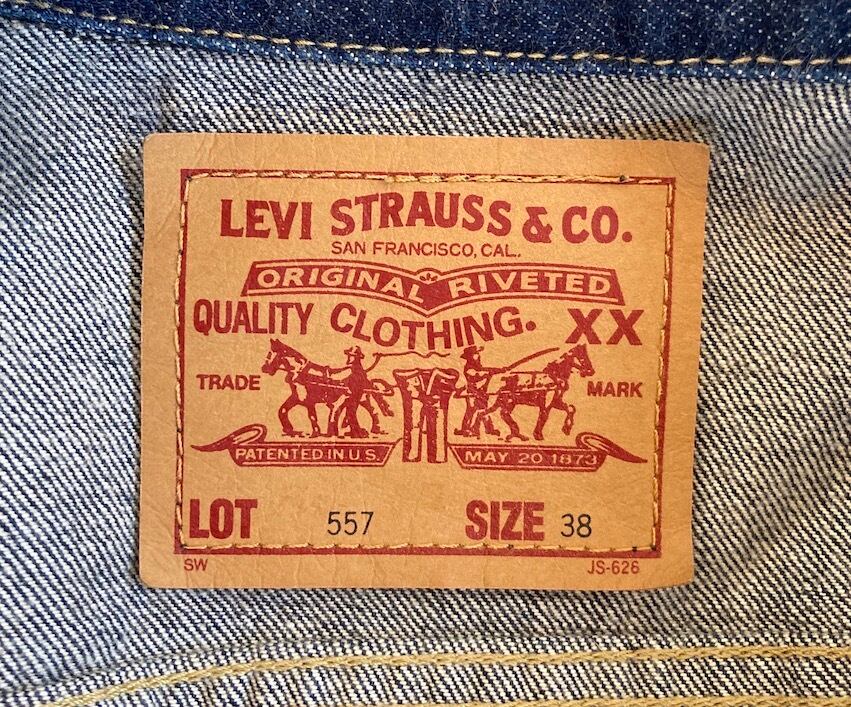 LEVI STRAUSS & CO.
SAN FRANCISCO, CAL.
ORIGINAL RIVETED
QUALITY CLOTHING. XX
TRADE MARK
PATENTED IN U.S. MAY 20 1873
LOT 557 SIZE 38
SW JS-626